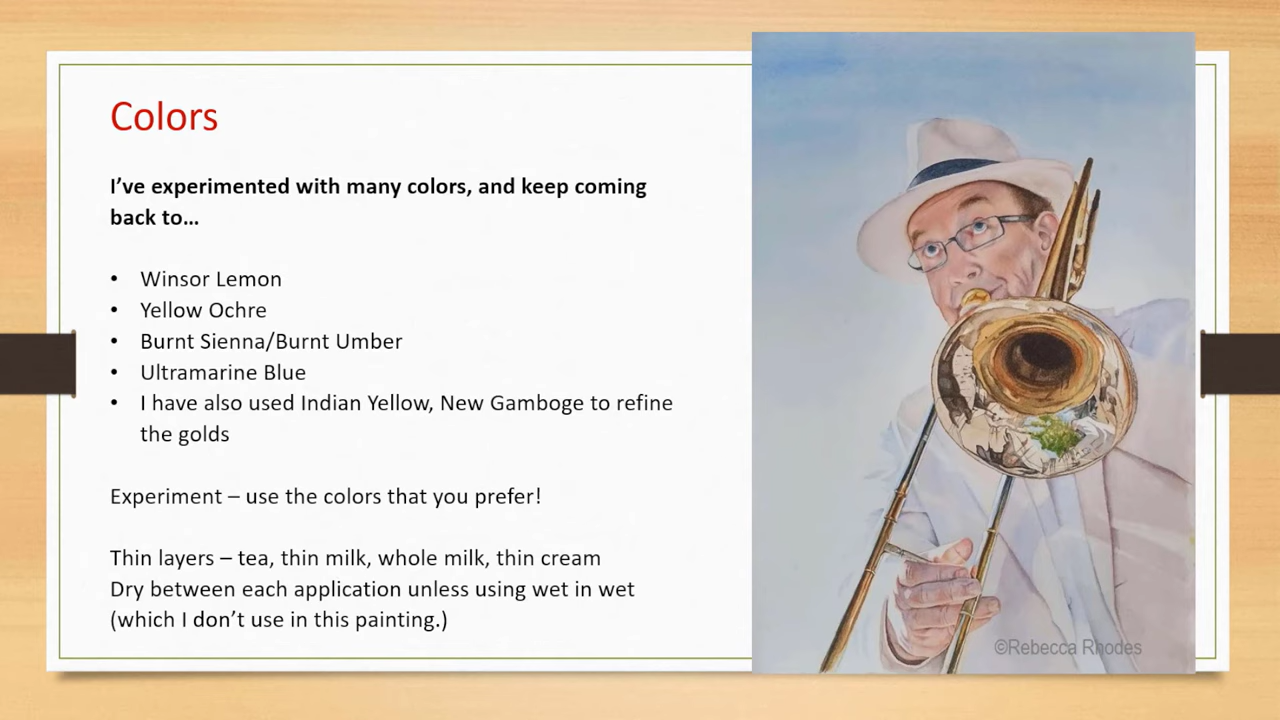 Colors
I’ve experimented with many colors, and keep coming
back to…
• Winsor Lemon
• Yellow Ochre
• Burnt Sienna/Burnt Umber
• Ultramarine Blue
• I have also used Indian Yellow, New Gamboge to refine
the golds
Experiment – use the colors that you prefer!
Thin layers – tea, thin milk, whole milk, thin cream
Dry between each application unless using wet in wet
(which I don’t use in this painting.)
©Rebecca Rhodes